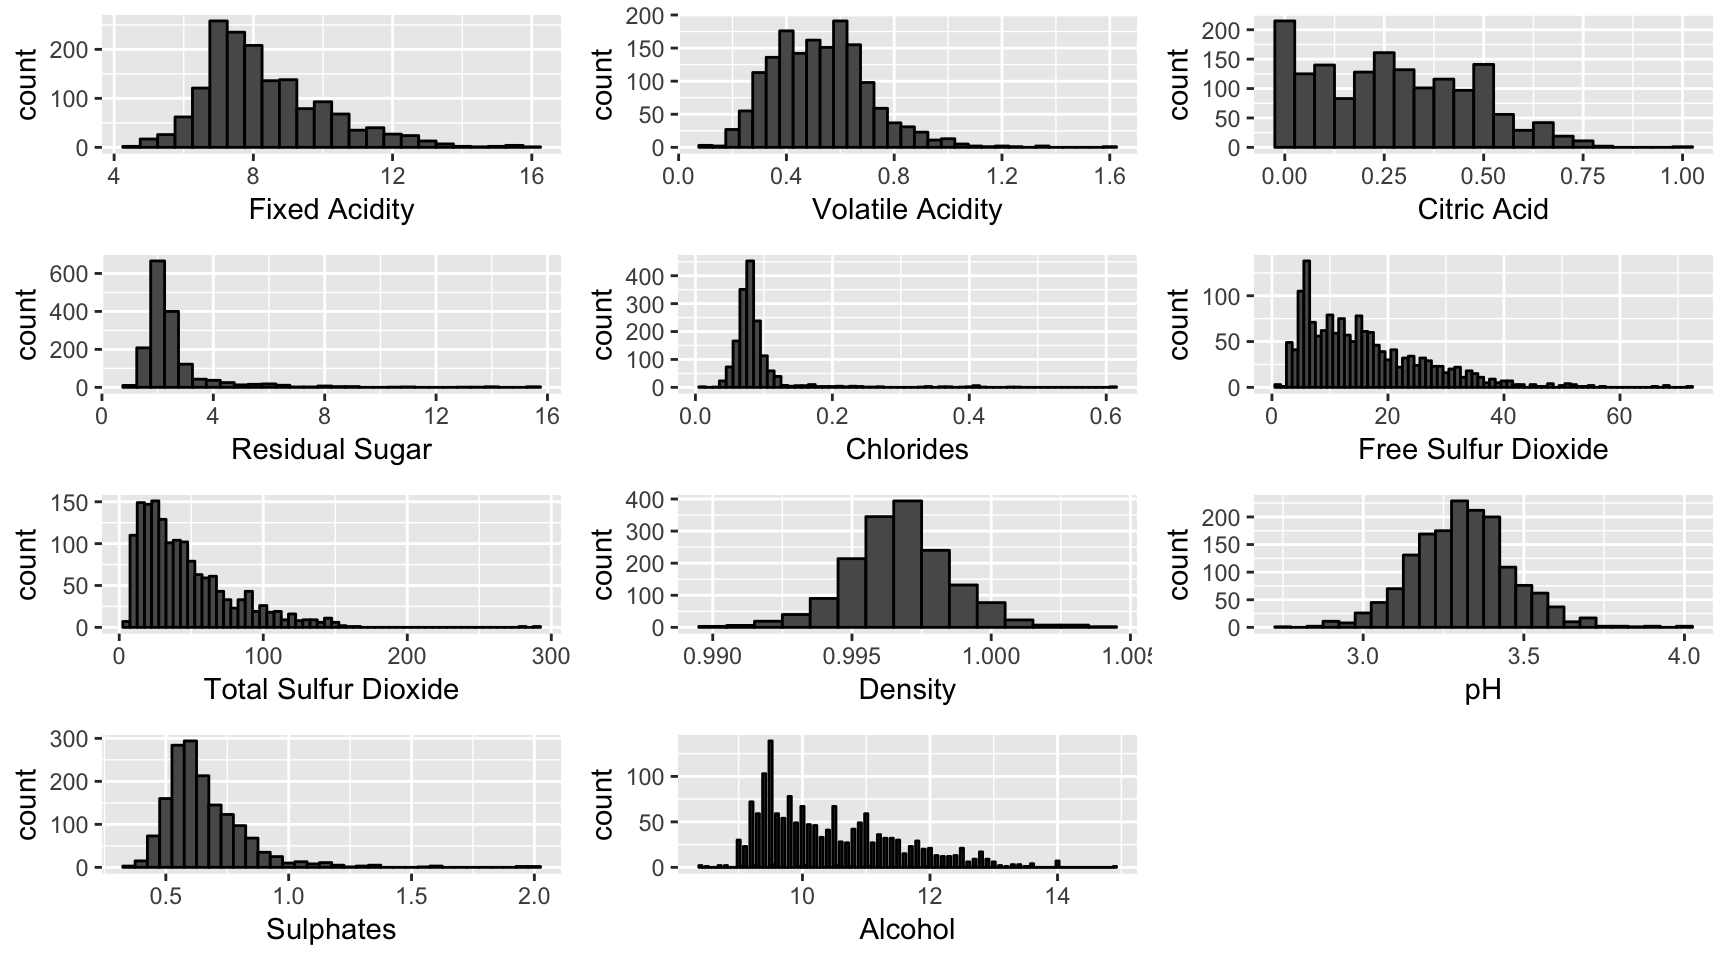 count
200
100
0
4 8 12 16
Fixed Acidity
count
200
150
100
50
0
0.0 0.4 0.8 1.2 1.6
Volatile Acidity
count
200
150
100
50
0
0.00 0.25 0.50 0.75 1.00
Citric Acid
count
600
400
200
0
0 4 8 12 16
Residual Sugar
count
400
300
200
100
0
0.0 0.2 0.4 0.6
Chlorides
count
100
50
0
0 20 40 60
Free Sulfur Dioxide
count
150
100
50
0
0 100 200 300
Total Sulfur Dioxide
count
400
300
200
100
0
0.990 0.995 1.000 1.005
Density
count
200
150
100
50
0
3.0 3.5 4.0
pH
count
300
200
100
0
0.5 1.0 1.5 2.0
Sulphates
count
100
50
0
10 12 14
Alcohol